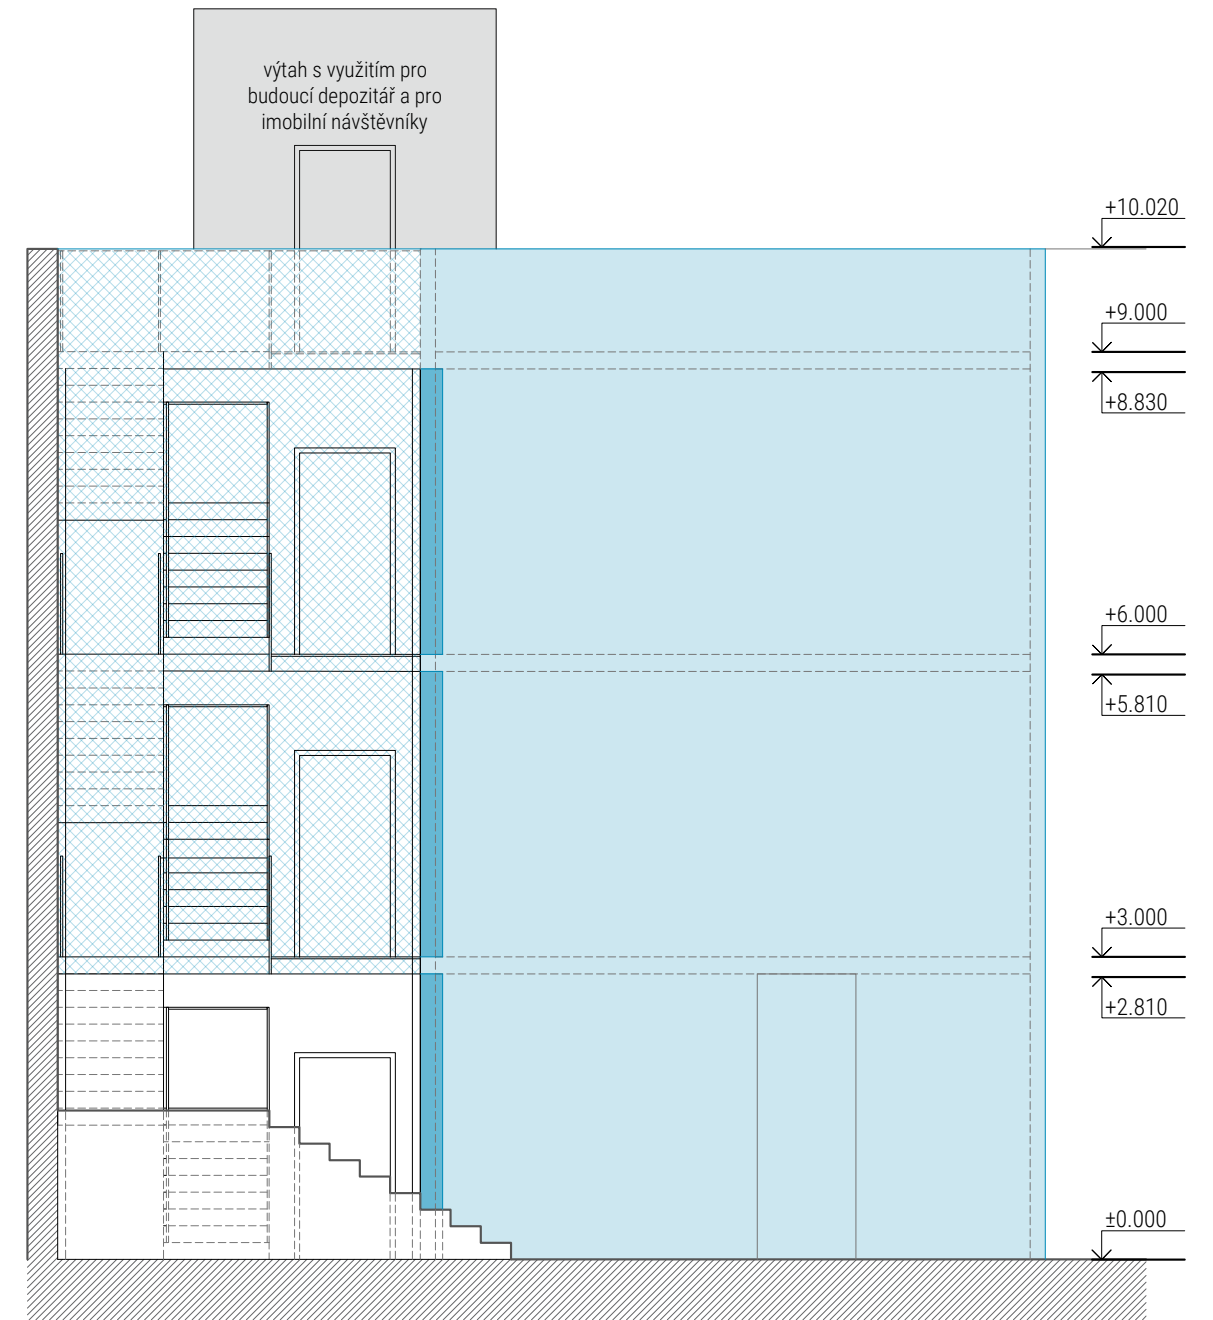 výtah s využitím pro
budoucí depozitář a pro
imobilní návštěvníky
+10.020
+9.000
+8.830
+6.000
+5.810
+3.000
+2.810
±0.000